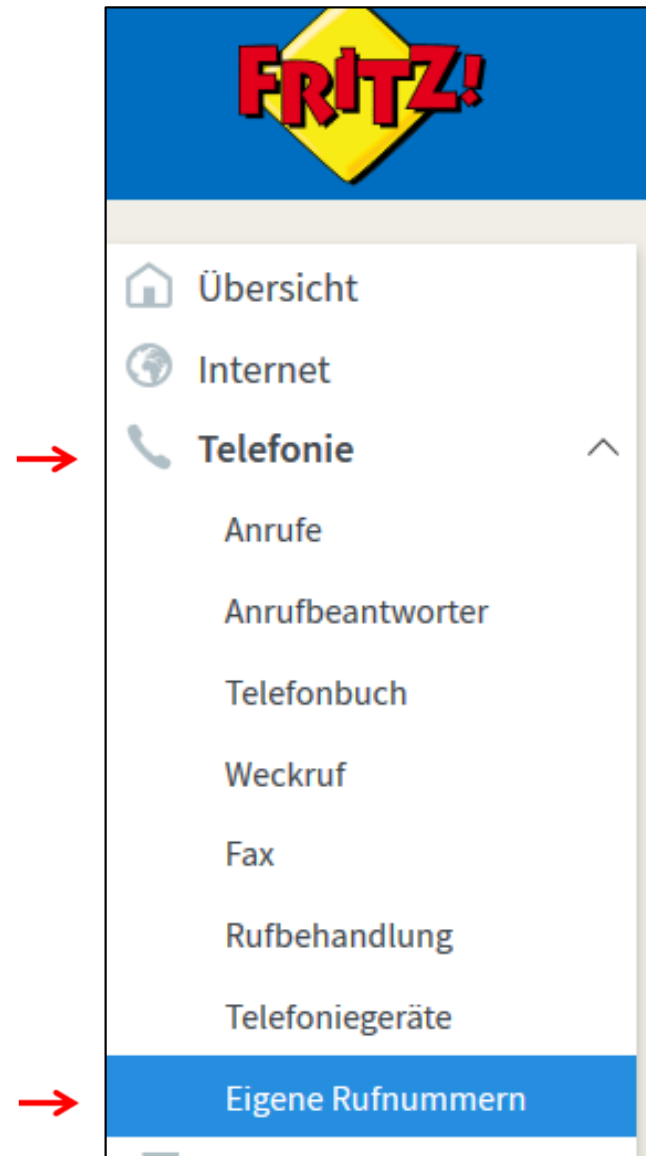 FRITZ!
Übersicht
Internet
Telefonie
Anrufe
Anrufbeantworter
Telefonbuch
Weckruf
Fax
Rufbehandlung
Telefoniegeräte
Eigene Rufnummern